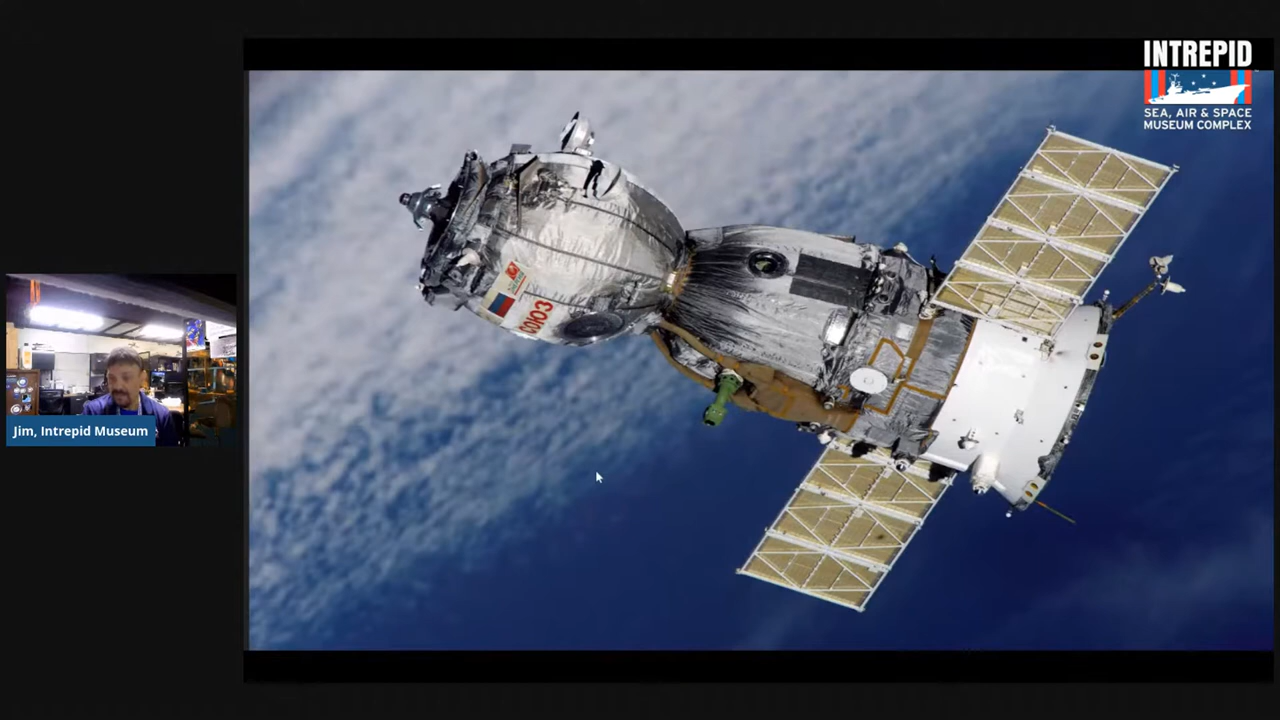 INTREPID
SEA, AIR & SPACE
MUSEUM COMPLEX
СОЮЗ
Jim, Intrepid Museum